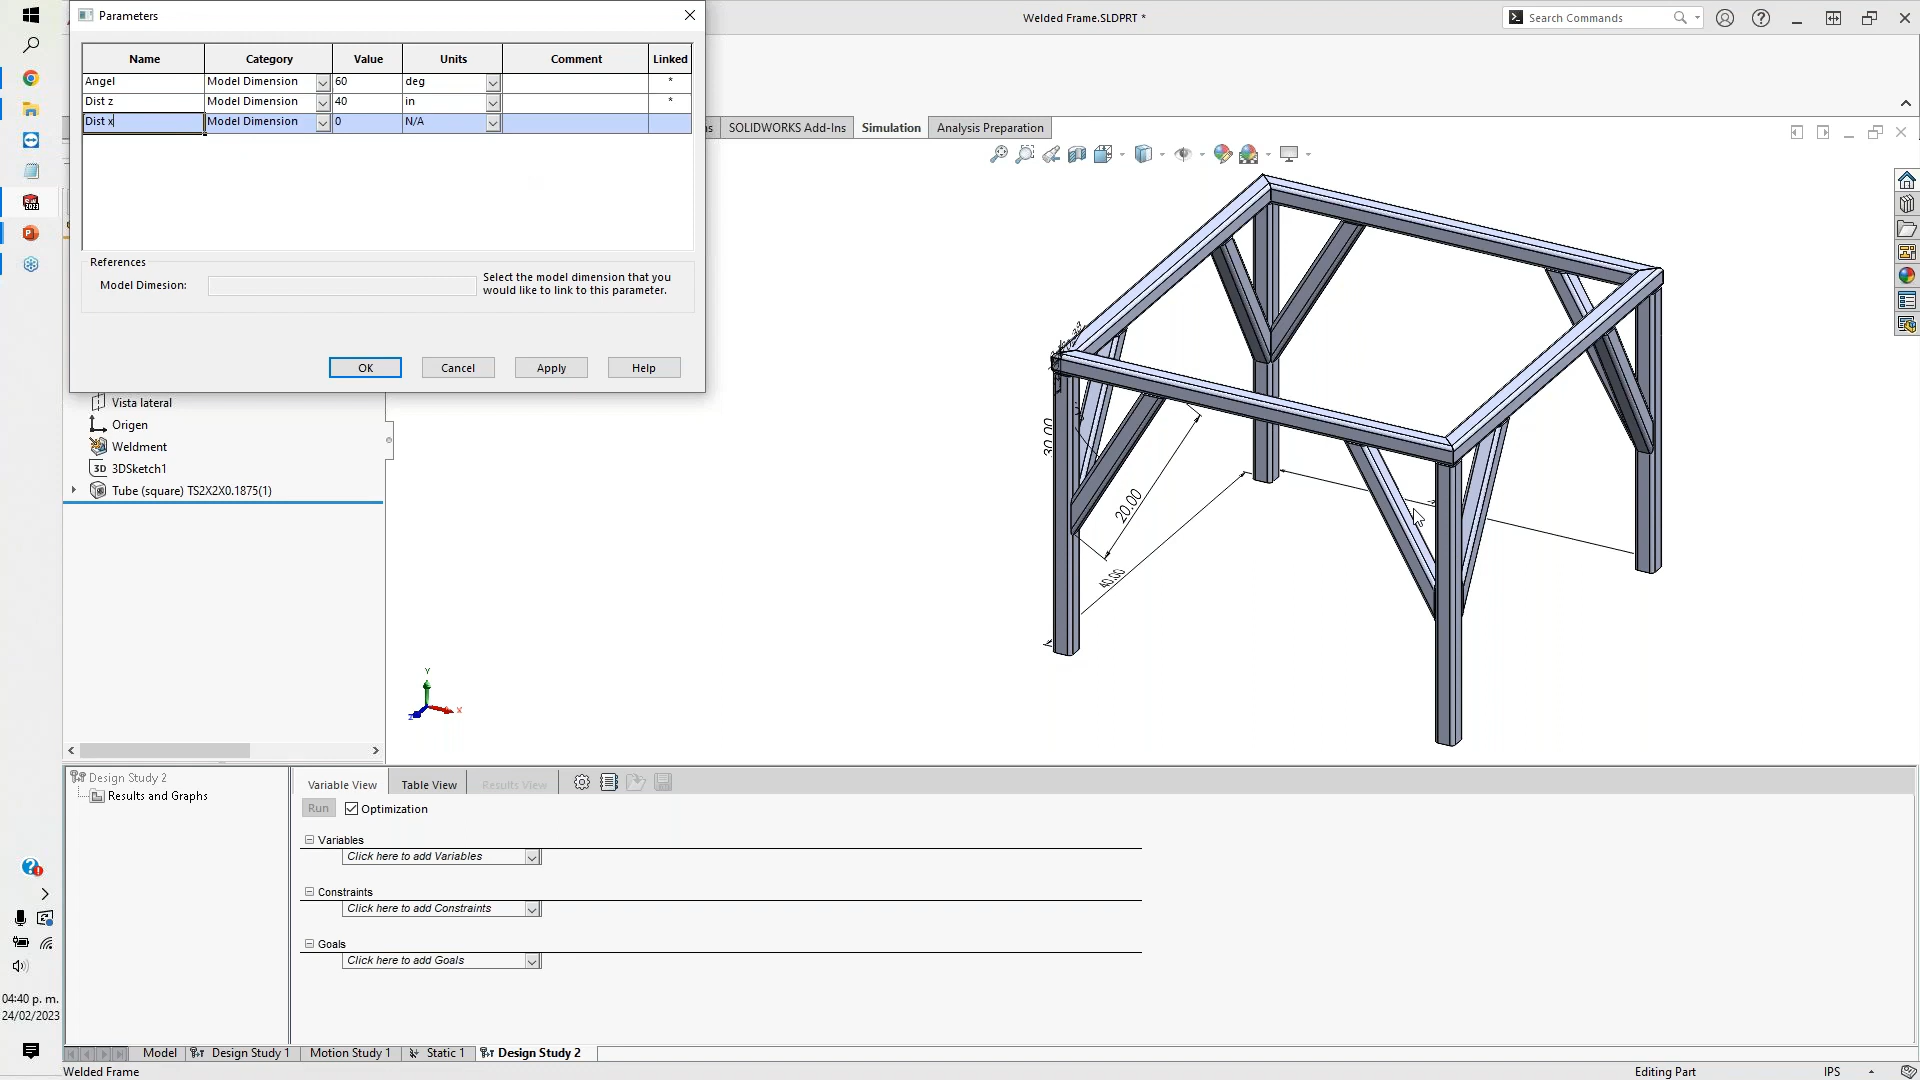 Parameters
Welded Frame.SLDPRT *
Search Commands
Name Category Value Units Comment Linked
Angel Model Dimension 60 deg *
Dist z Model Dimension 40 in *
Dist x Model Dimension 0 N/A
References
Model Dimesion:
Select the model dimension that you
would like to link to this parameter.
OK Cancel Apply Help
SOLIDWORKS Add-Ins Simulation Analysis Preparation
Vista lateral
Origen
Weldment
3D 3DSketch1
Tube (square) TS2X2X0.1875(1)
30.00
20.00
40.00
Y
X
Z
Design Study 2
Results and Graphs
Variable View Table View Results View
Run Optimization
Variables
Click here to add Variables
Constraints
Click here to add Constraints
Goals
Click here to add Goals
04:40 p. m.
24/02/2023
Model Design Study 1 Motion Study 1 Static 1 Design Study 2
Welded Frame Editing Part IPS